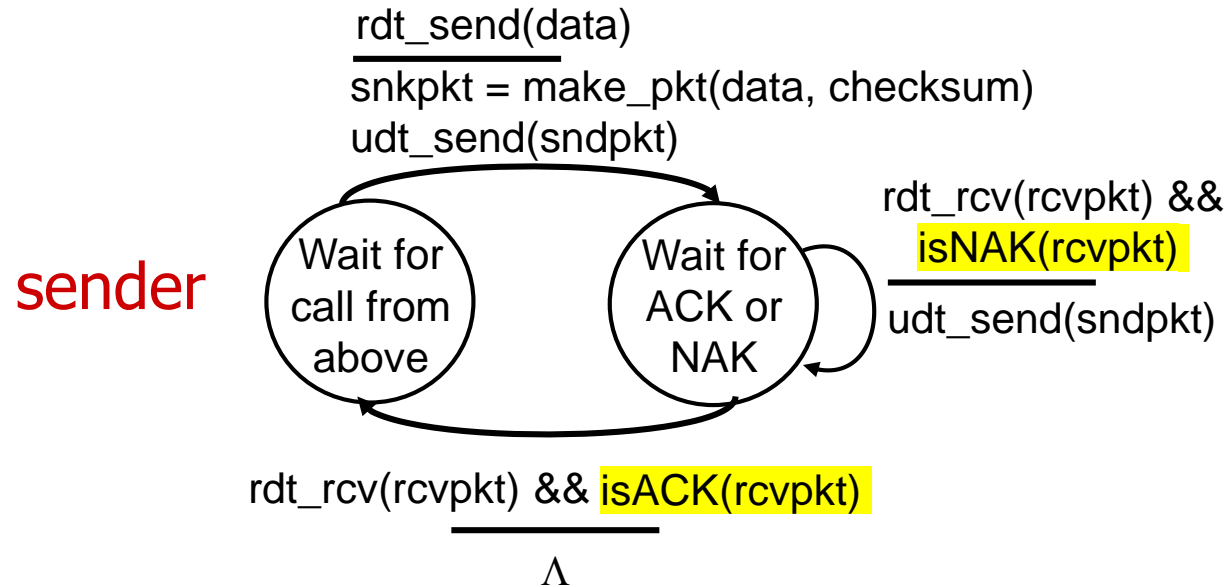 rdt_send(data)
snkpkt = make_pkt(data, checksum)
udt_send(sndpkt)
sender
Wait for
call from
above
Wait for
ACK or
NAK
rdt_rcv(rcvpkt) &&
isNAK(rcvpkt)
udt_send(sndpkt)
rdt_rcv(rcvpkt) && isACK(rcvpkt)
Λ